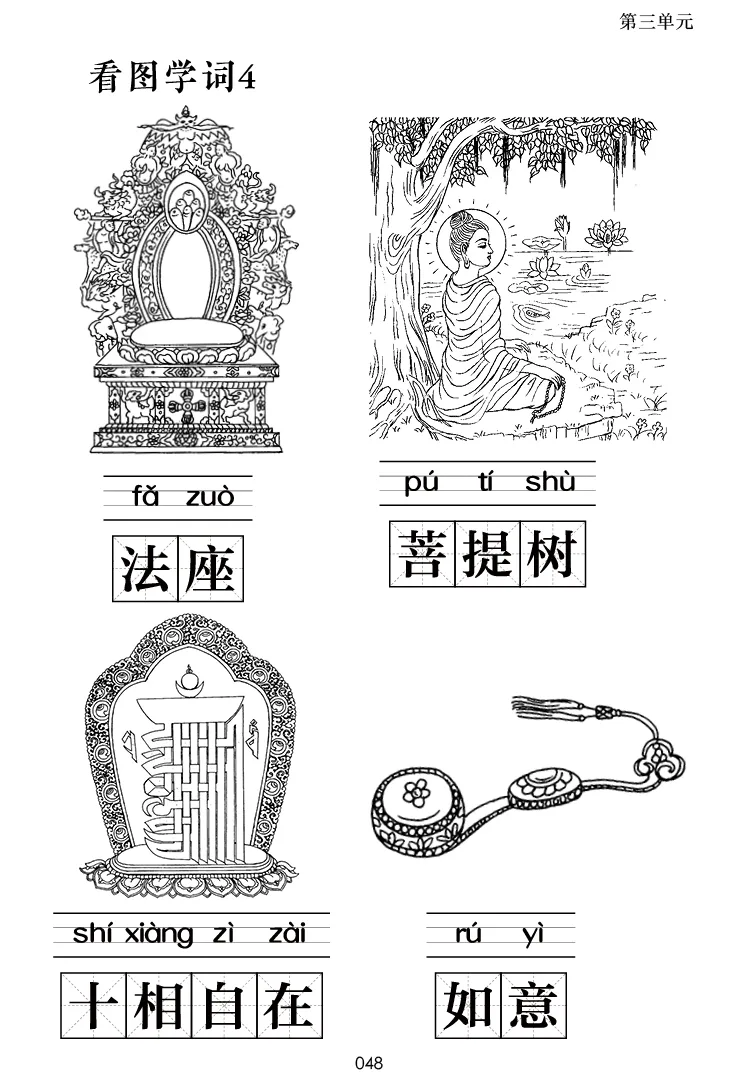 第三单元
看图学词4
fǎ zuò
法座
pú tí shù
菩提树
shí xiàng zì zài
十相自在
rú yì
如意
048